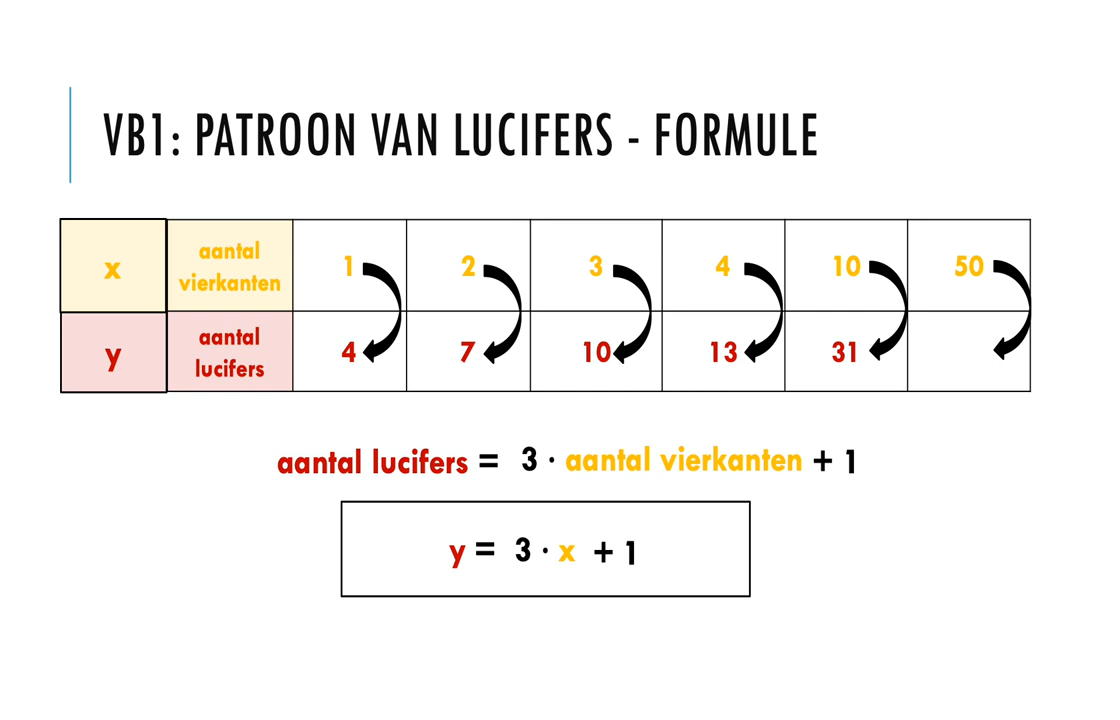 VB1: PATROON VAN LUCIFERS - FORMULE
x aantal vierkanten 1 2 3 4 10 50
y aantal lucifers 4 7 10 13 31
aantal lucifers = 3 · aantal vierkanten + 1
y = 3 · x + 1